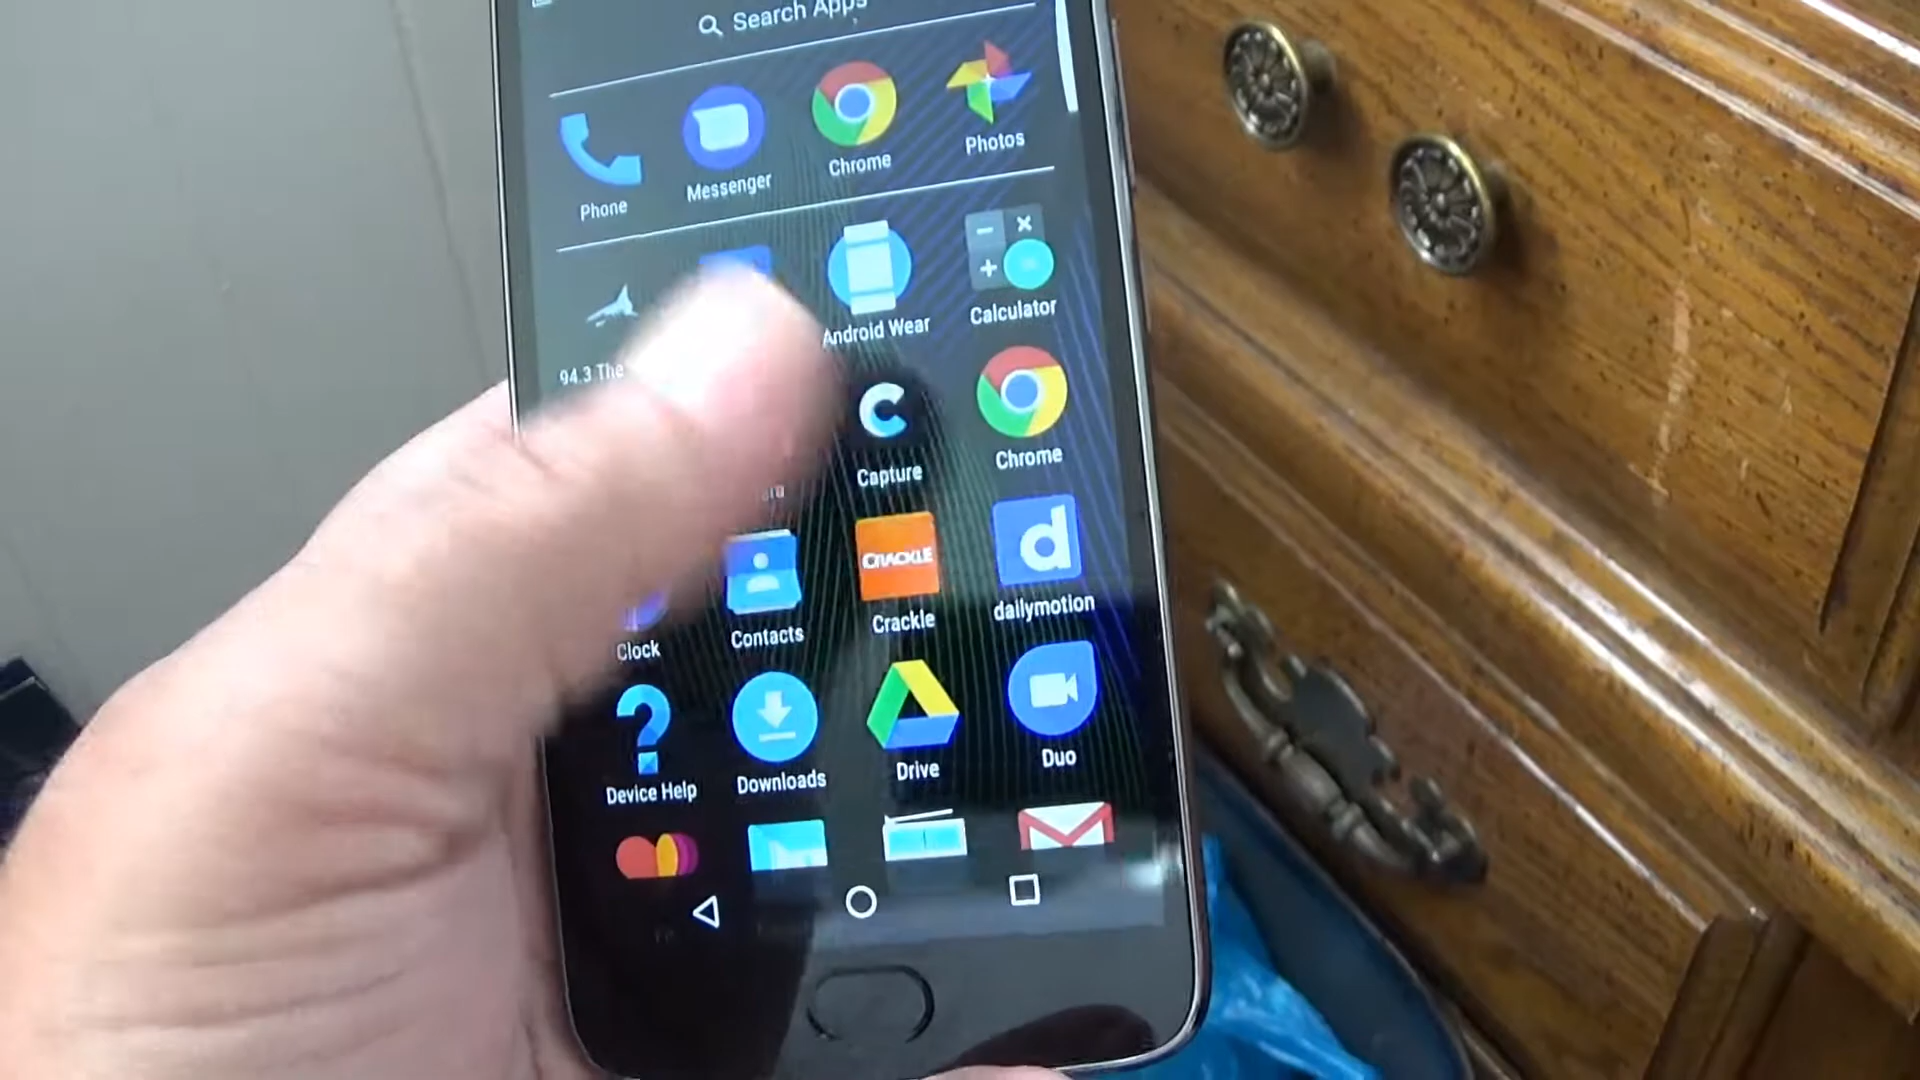 Search Apps
Phone
Messenger
Chrome
Photos
94.3 The
Android Wear
Calculator
Capture
Chrome
Clock
Contacts
CRACKLE
Crackle
d
dailymotion
Device Help
Downloads
Drive
Duo